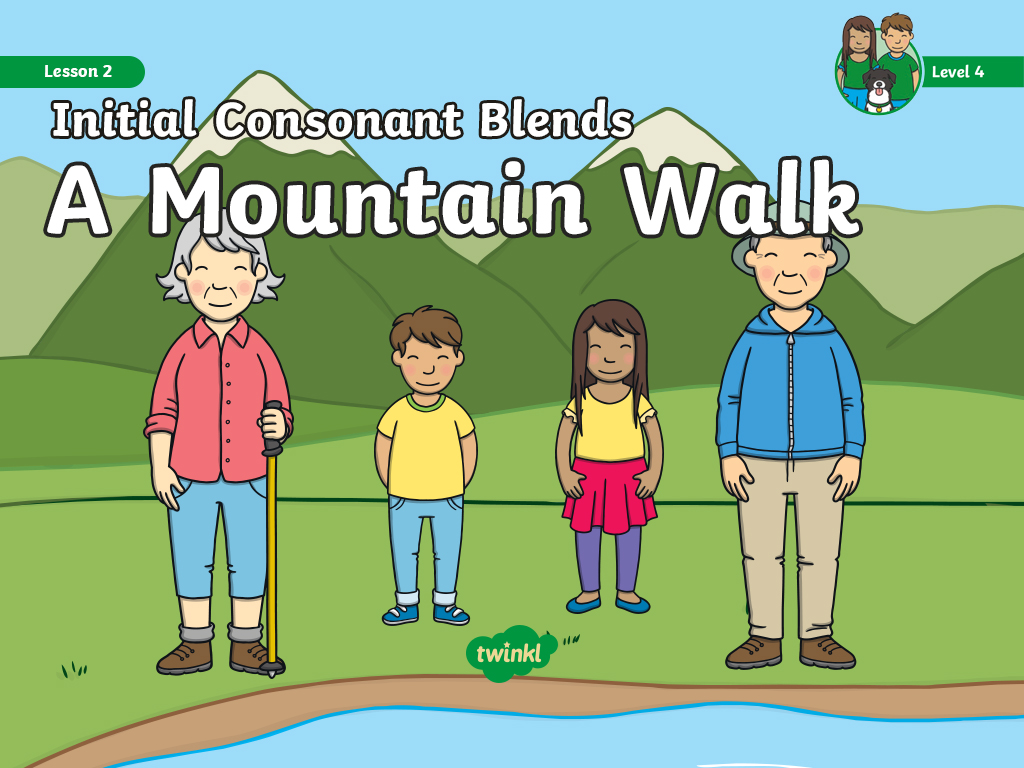 Lesson 2
Level 4
Initial Consonant Blends
A Mountain Walk
twinkl